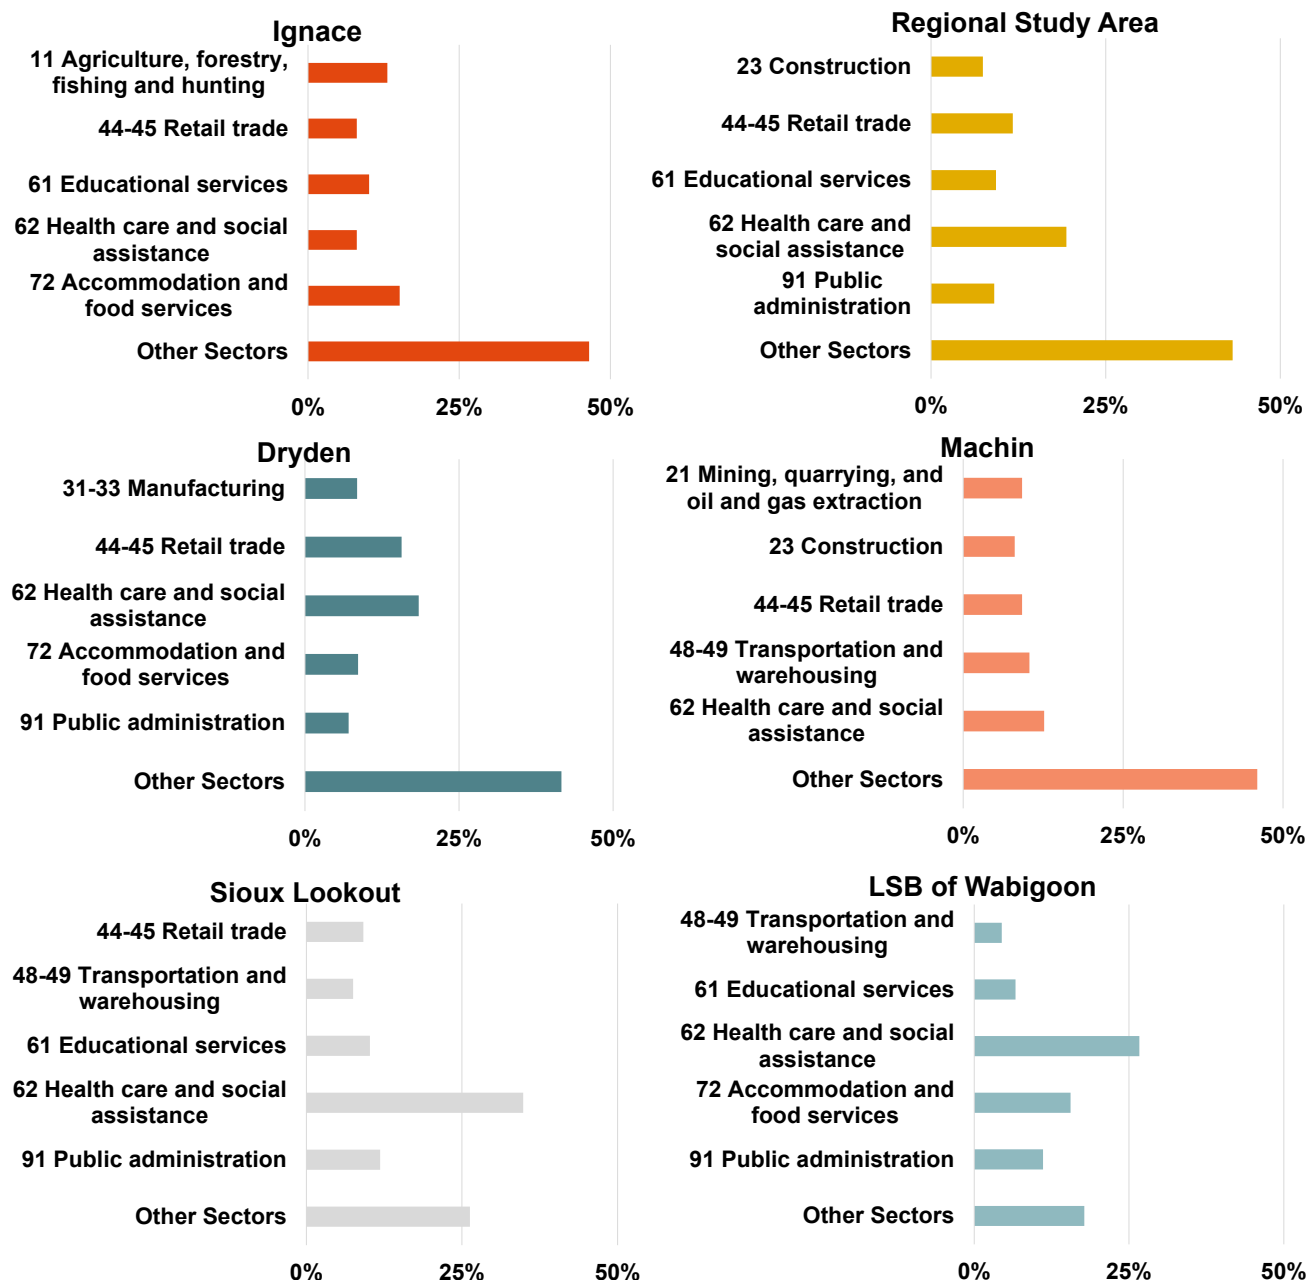 Ignace
11 Agriculture, forestry,
fishing and hunting
44-45 Retail trade
61 Educational services
62 Health care and social
assistance
72 Accommodation and
food services
Other Sectors
0% 25% 50%
Regional Study Area
23 Construction
44-45 Retail trade
61 Educational services
62 Health care and
social assistance
91 Public
administration
Other Sectors
0% 25% 50%
Dryden
31-33 Manufacturing
44-45 Retail trade
62 Health care and social
assistance
72 Accommodation and
food services
91 Public administration
Other Sectors
0% 25% 50%
Machin
21 Mining, quarrying, and
oil and gas extraction
23 Construction
44-45 Retail trade
48-49 Transportation and
warehousing
62 Health care and social
assistance
Other Sectors
0% 25% 50%
Sioux Lookout
44-45 Retail trade
48-49 Transportation and
warehousing
61 Educational services
62 Health care and social
assistance
91 Public administration
Other Sectors
0% 25% 50%
LSB of Wabigoon
48-49 Transportation and
warehousing
61 Educational services
62 Health care and social
assistance
72 Accommodation and
food services
91 Public administration
Other Sectors
0% 25% 50%